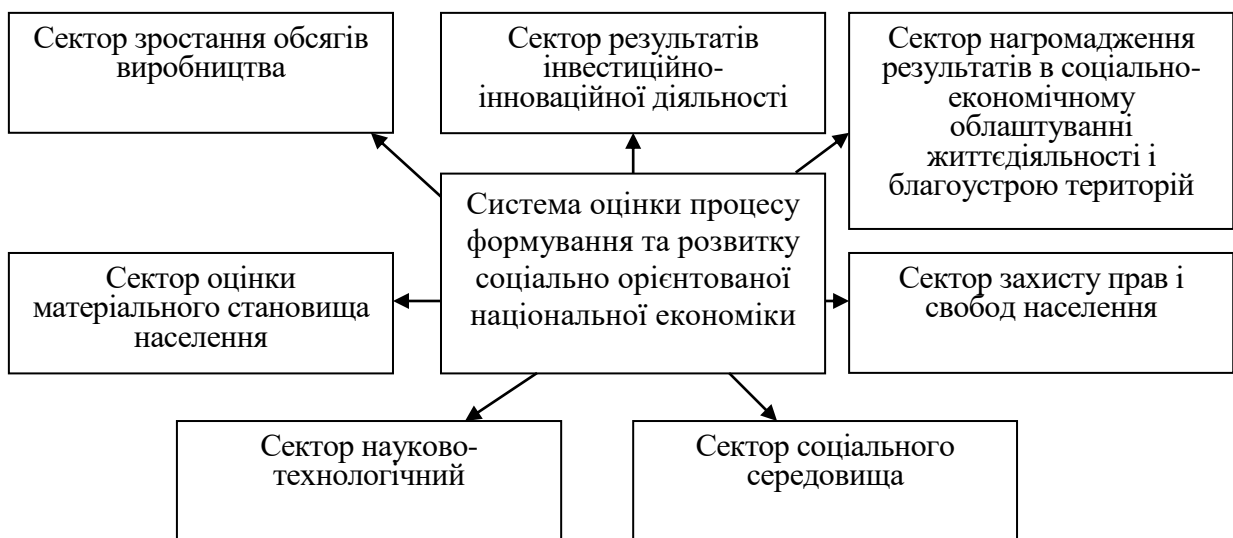 Сектор зростання обсягів
виробництва
Сектор результатів
інвестиційно-
інноваційної діяльності
Сектор нагромадження
результатів в соціально-
економічному
облаштуванні
життєдіяльності і
благоустрою територій
Система оцінки процесу
формування та розвитку
соціально орієнтованої
національної економіки
Сектор оцінки
матеріального становища
населення
Сектор захисту прав і
свобод населення
Сектор науково-
технологічний
Сектор соціального
середовища